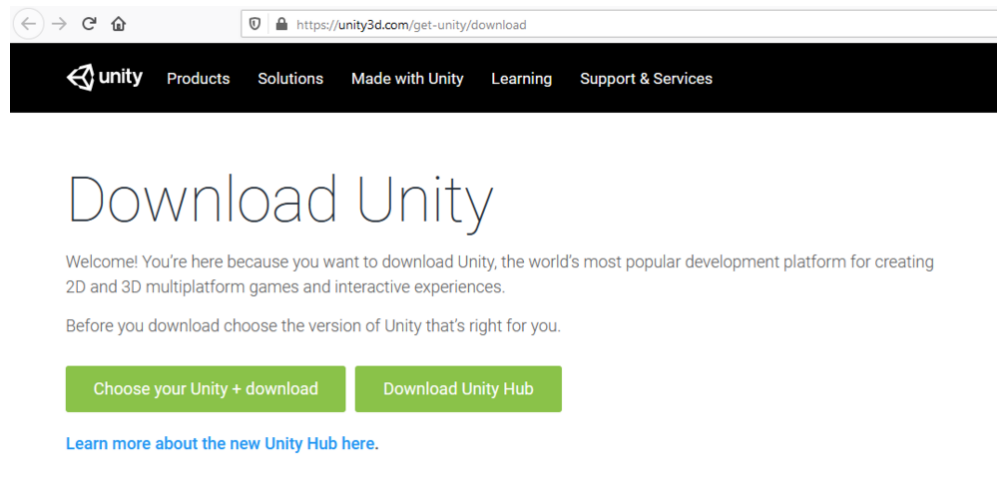 https://unity3d.com/get-unity/download
unity Products Solutions Made with Unity Learning Support & Services
Download Unity
Welcome! You're here because you want to download Unity, the world's most popular development platform for creating
2D and 3D multiplatform games and interactive experiences.
Before you download choose the version of Unity that's right for you.
Choose your Unity + download Download Unity Hub
Learn more about the new Unity Hub here.